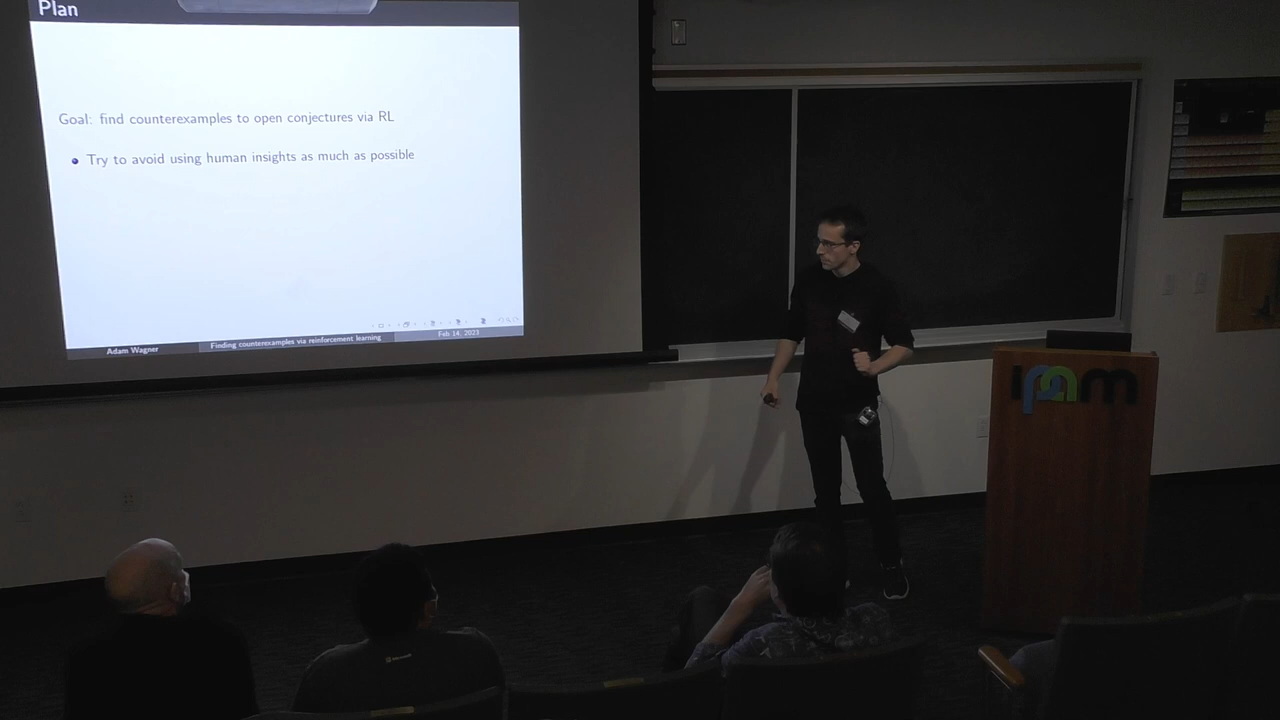 Plan
Goal: find counterexamples to open conjectures via RL
Try to avoid using human insights as much as possible
Adam Wagner
Finding counterexamples via reinforcement learning
Feb 14, 2023
ipam
Microsoft